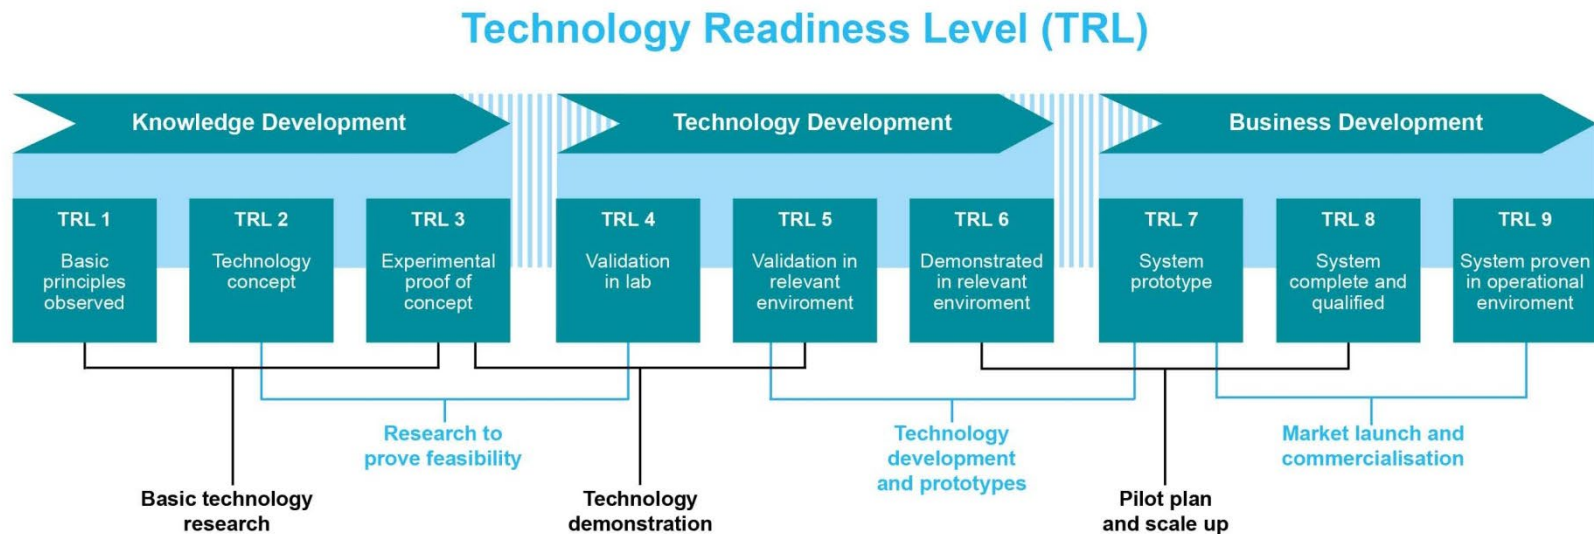 Technology Readiness Level (TRL)
Knowledge Development
Technology Development
Business Development
TRL 1
Basic
principles
observed
TRL 2
Technology
concept
TRL 3
Experimental
proof of
concept
TRL 4
Validation
in lab
TRL 5
Validation in
relevant
enviroment
TRL 6
Demonstrated
in relevant
enviroment
TRL 7
System
prototype
TRL 8
System
complete and
qualified
TRL 9
System proven
in operational
enviroment
Research to
prove feasibility
Technology
development
and prototypes
Market launch and
commercialisation
Basic technology
research
Technology
demonstration
Pilot plan
and scale up